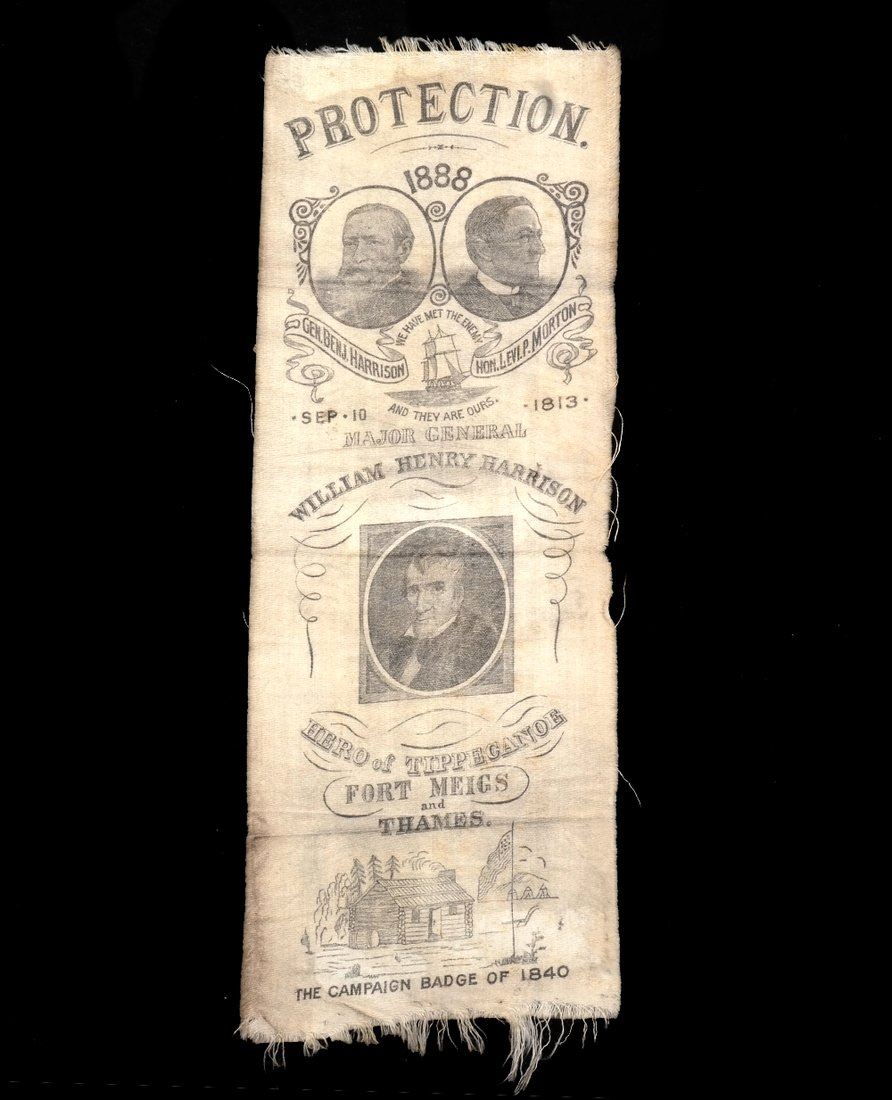 PROTECTION.
1888
GEN. BENJ. HARRISON
HON. LEVI. P. MORTON
WE HAVE MET THE ENEMY
AND THEY ARE OURS.
• SEP • 10
• 1813 •
MAJOR GENERAL
WILLIAM HENRY HARRISON
HERO of TIPPECANOE
FORT MEIGS
and
THAMES.
THE CAMPAIGN BADGE OF 1840